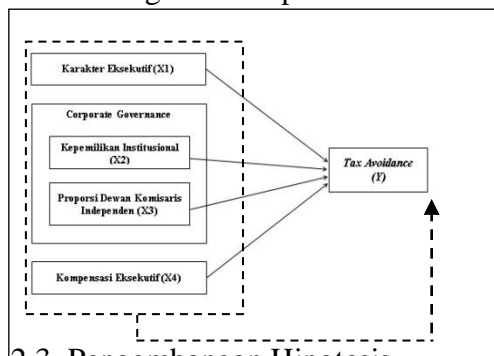 Karakter Eksekutif (X1)
Corporate Governance
Kepemilikan Institusional
(X2)
Proporsi Dewan Komisaris
Independen (X3)
Kompensasi Eksekutif (X4)
Tax Avoidance
(Y)
2.3. Pengembangan Hipotesis